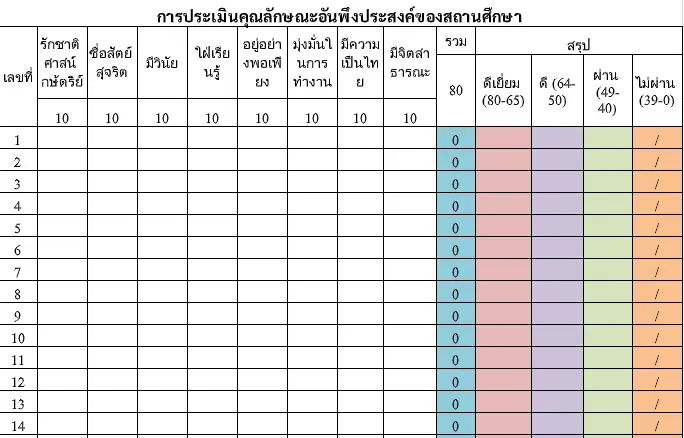 การประเมินคุณลักษณะอันพึงประสงค์ของสถานศึกษา
เลขที่
รักชาติ
ศาสน์
กษัตริย์
ซื่อสัตย์
สุจริต
มีวินัย
ใฝ่เรีย
นรู้
อยู่อย่า
งพอเพี
ยง
มุ่งมั่นใ
นการ
ทำงาน
มีความ
เป็นไท
ย
มีจิตสา
ธารณะ
รวม
สรุป
80
ดีเยี่ยม
(80-65)
ดี (64-
50)
ผ่าน
(49-
40)
ไม่ผ่าน
(39-0)
10 10 10 10 10 10 10 10
1 0 /
2 0 /
3 0 /
4 0 /
5 0 /
6 0 /
7 0 /
8 0 /
9 0 /
10 0 /
11 0 /
12 0 /
13 0 /
14 0 /